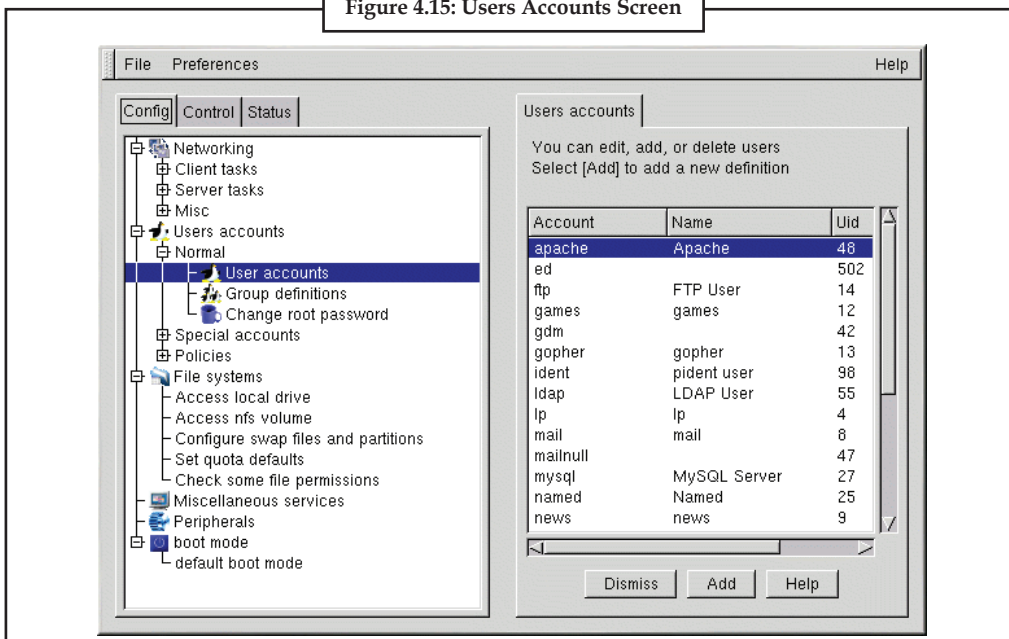 Figure 4.15: Users Accounts Screen
File Preferences Help
Config Control Status
Networking
Client tasks
Server tasks
Misc
Users accounts
Normal
User accounts
Group definitions
Change root password
Special accounts
Policies
File systems
Access local drive
Access nfs volume
Configure swap files and partitions
Set quota defaults
Check some file permissions
Miscellaneous services
Peripherals
boot mode
default boot mode
Users accounts
You can edit, add, or delete users
Select [Add] to add a new definition
Account Name Uid
apache Apache 48
ed 502
ftp FTP User 14
games games 12
gdm 42
gopher gopher 13
ident pident user 98
ldap LDAP User 55
lp lp 4
mail mail 8
mailnull 47
mysql MySQL Server 27
named Named 25
news news 9
Dismiss Add Help